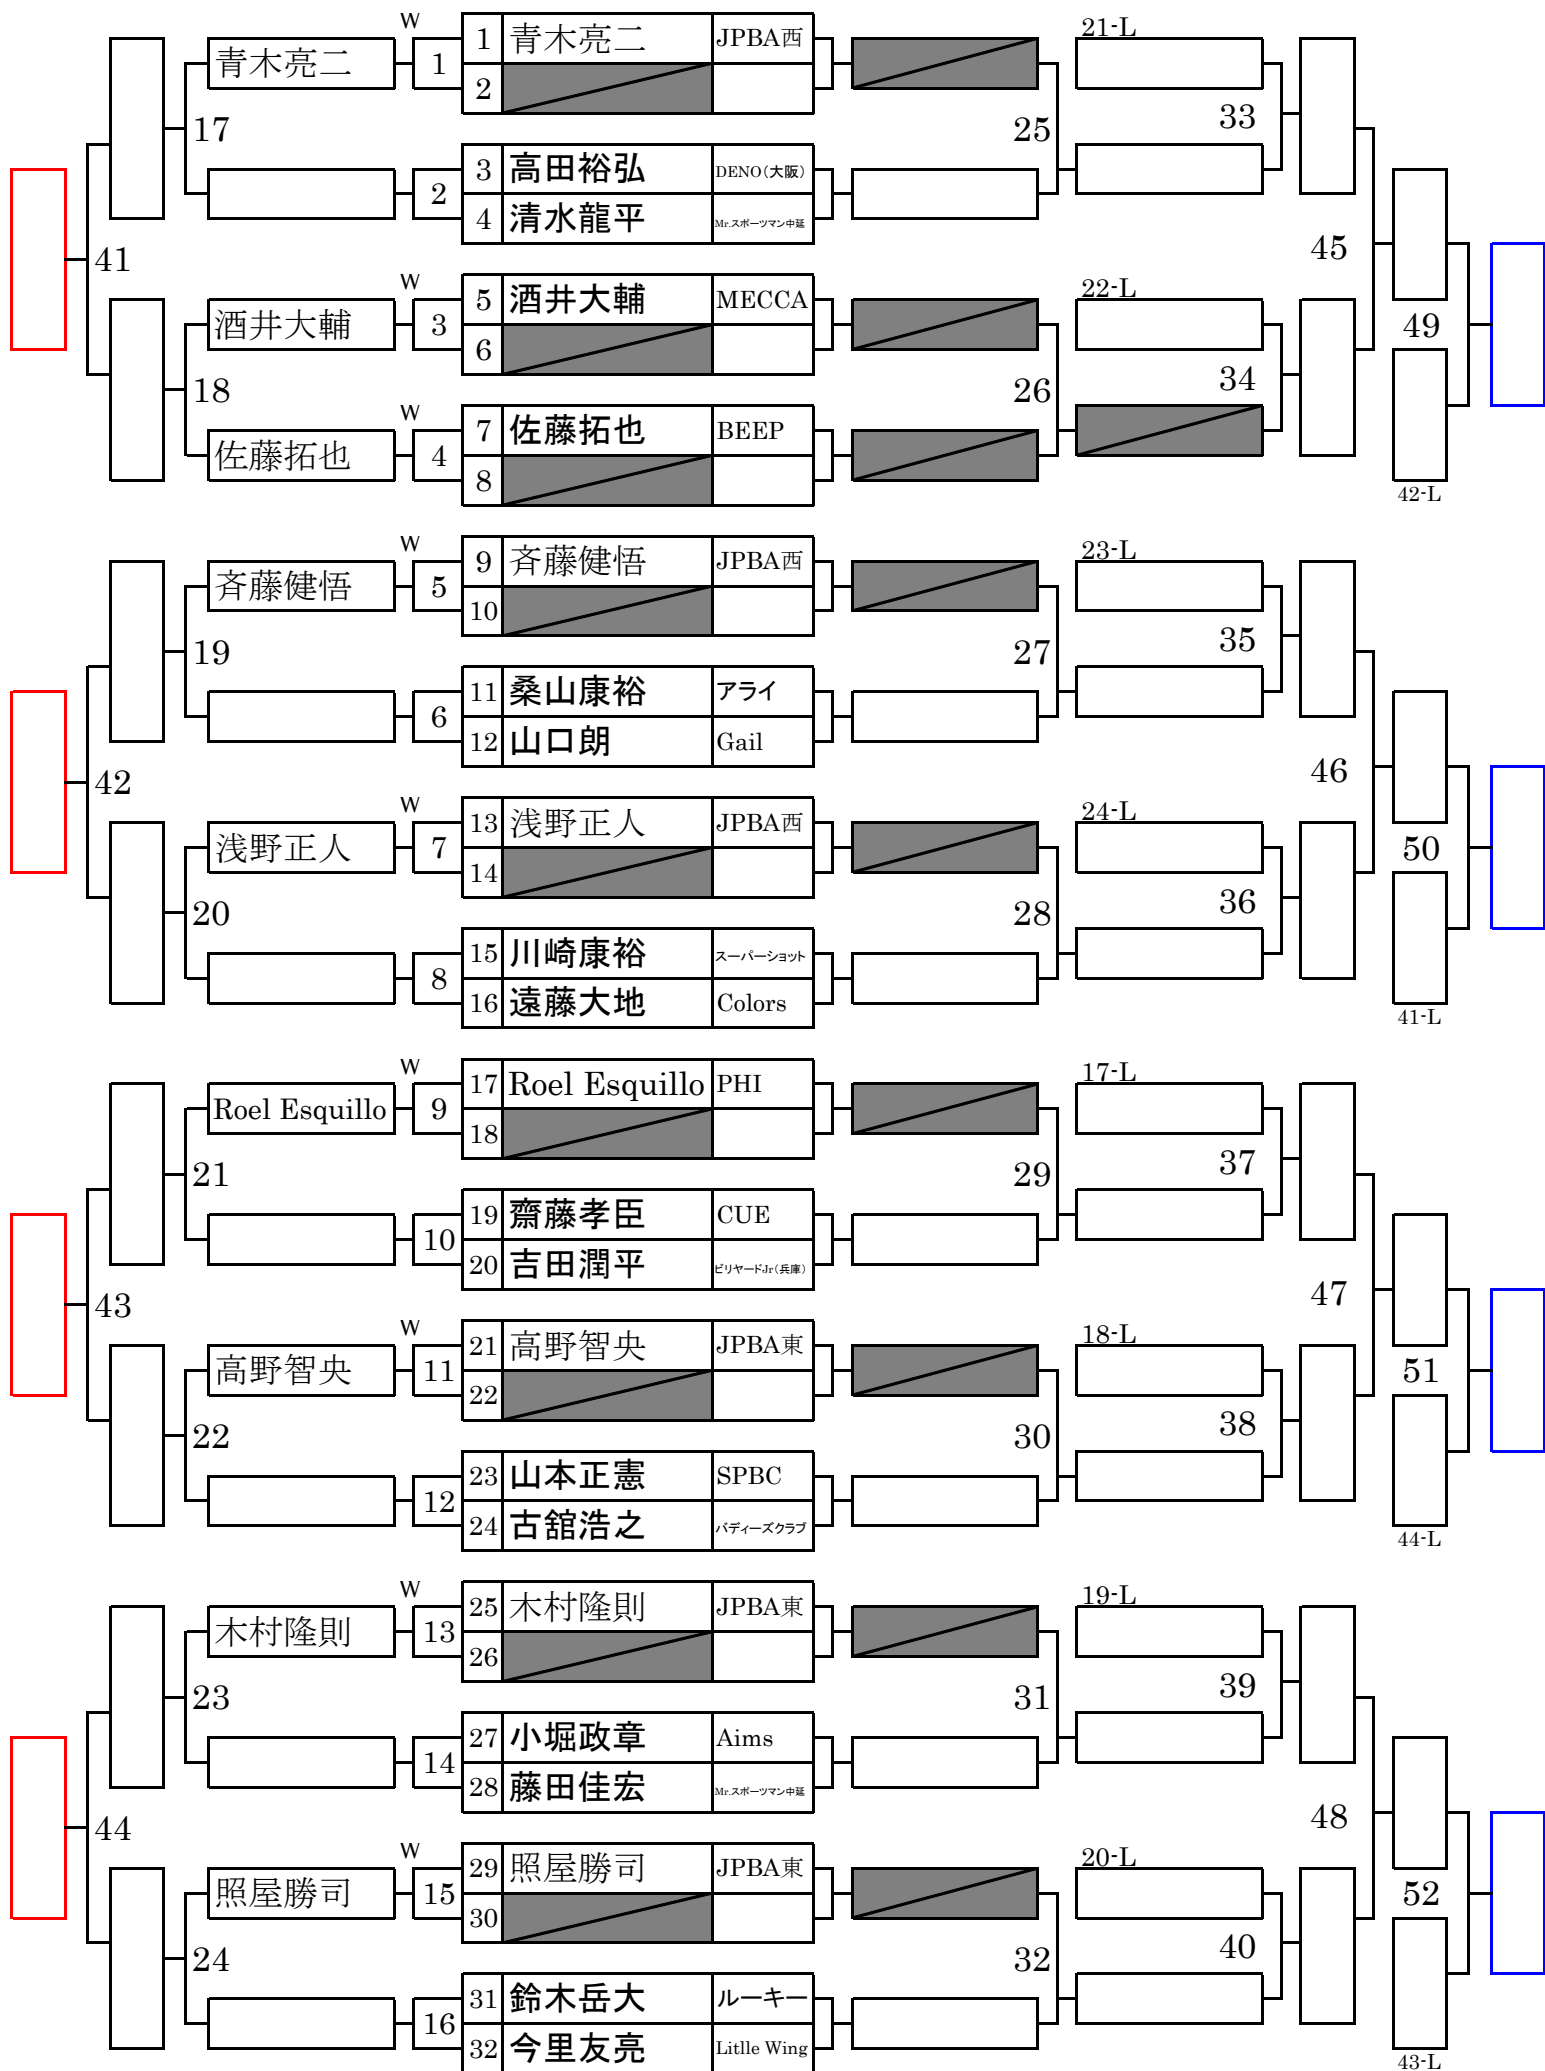 W
1 青木亮二 JPBA西
21-L
青木亮二 1
2
17 25 33
3 高田裕弘 DENO(大阪)
2
4 清水龍平 Mr.スポーツマン中延
41 45
W
5 酒井大輔 MECCA
22-L
酒井大輔 3
6
49
18 26 34
W
7 佐藤拓也 BEEP
佐藤拓也 4
8
42-L
W
9 斉藤健悟 JPBA西
23-L
斉藤健悟 5
10
19 27 35
11 桑山康裕 アライ
6
12 山口朗 Gail
42 46
W
13 浅野正人 JPBA西
24-L
浅野正人 7
14
50
20 28 36
15 川崎康裕 スーパーショット
8
16 遠藤大地 Colors
41-L
W
17 Roel Esquillo PHI
17-L
Roel Esquillo 9
18
21 29 37
19 齋藤孝臣 CUE
10
20 吉田潤平 ビリヤードJr(兵庫)
43 47
W
21 高野智央 JPBA東
18-L
高野智央 11
22
51
22 30 38
23 山本正憲 SPBC
12
24 古舘浩之 バディーズクラブ
44-L
W
25 木村隆則 JPBA東
19-L
木村隆則 13
26
23 31 39
27 小堀政章 Aims
14
28 藤田佳宏 Mr.スポーツマン中延
44 48
W
29 照屋勝司 JPBA東
20-L
照屋勝司 15
30
52
24 32 40
31 鈴木岳大 ルーキー
16
32 今里友亮 Litlle Wing
43-L